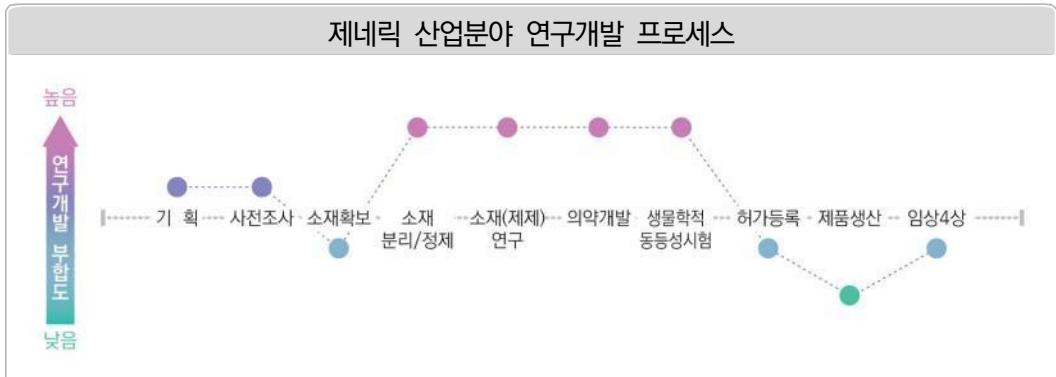 제네릭 산업분야 연구개발 프로세스
높음
연구개발 부합도
낮음
기 획
사전조사
소재확보
소재
분리/정제
소재(제제)
연구
의약개발
생물학적
동등성시험
허가등록
제품생산
임상4상